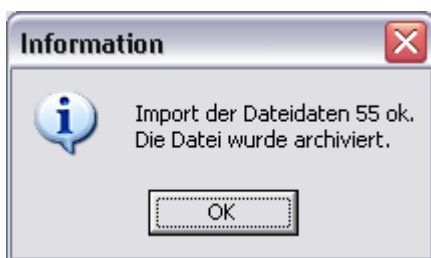 Information
Import der Dateidaten 55 ok.
Die Datei wurde archiviert.
OK